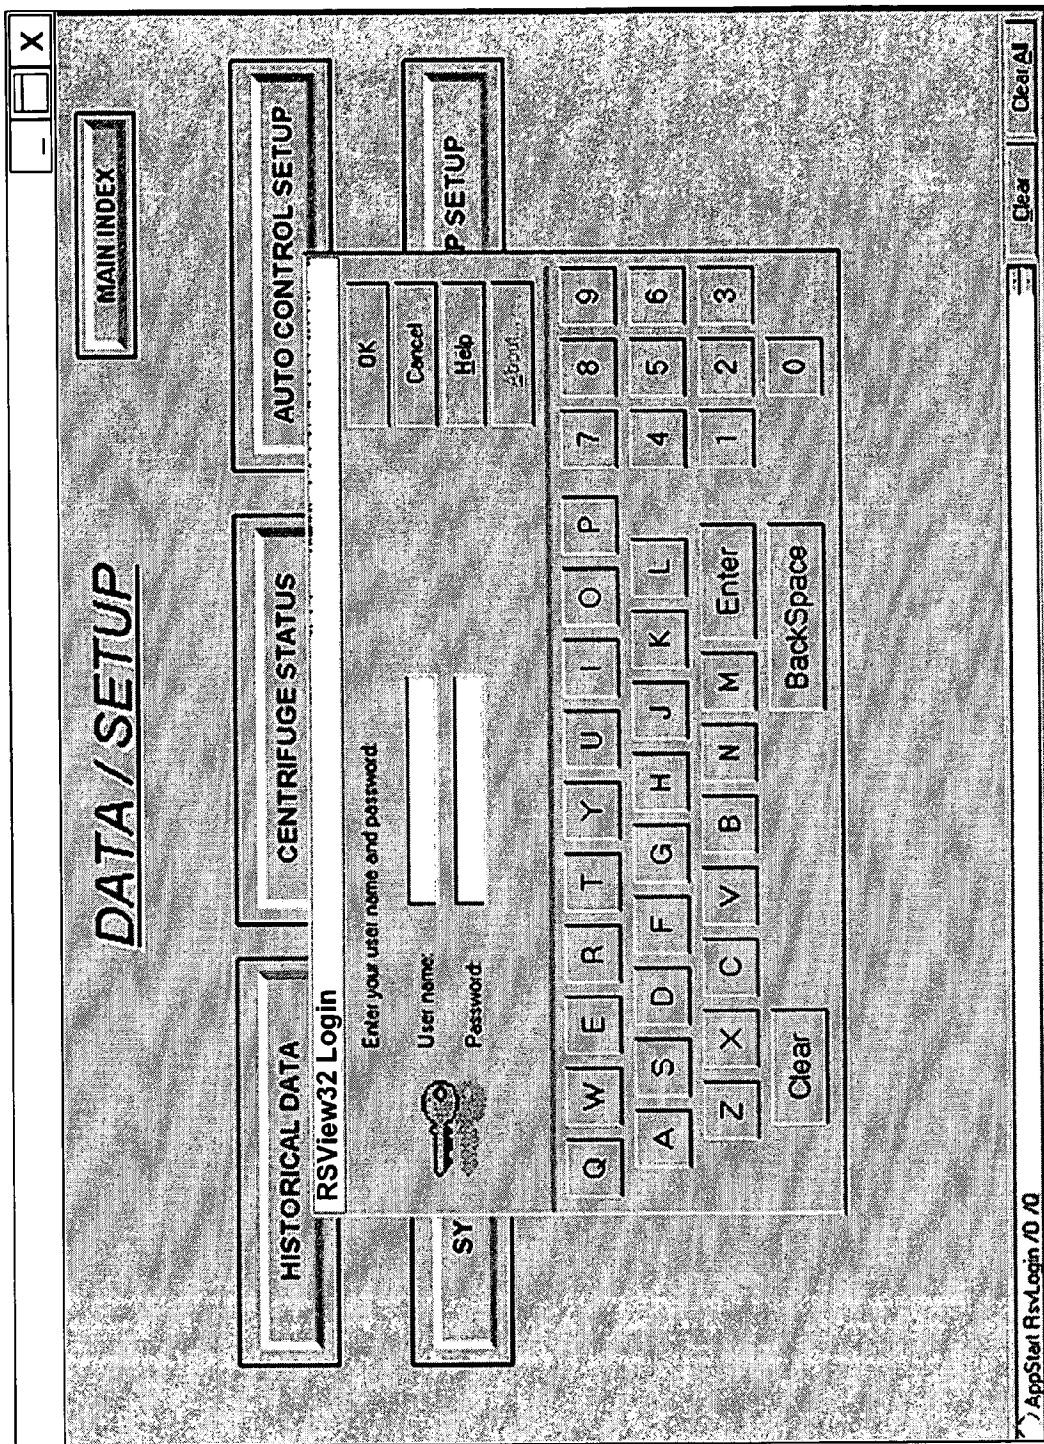 MAIN INDEX
DATA / SETUP
HISTORICAL DATA
CENTRIFUGE STATUS
AUTO CONTROL SETUP
SY
P SETUP
RSView32 Login
Enter your user name and password:
User name:
Password:
OK
Cancel
Help
About...
Q W E R T Y U I O P 7 8 9
A S D F G H J K L 4 5 6
Z X C V B N M Enter 1 2 3
Clear BackSpace 0
AppStart RsvLogin /D /Q
Clear Clear All